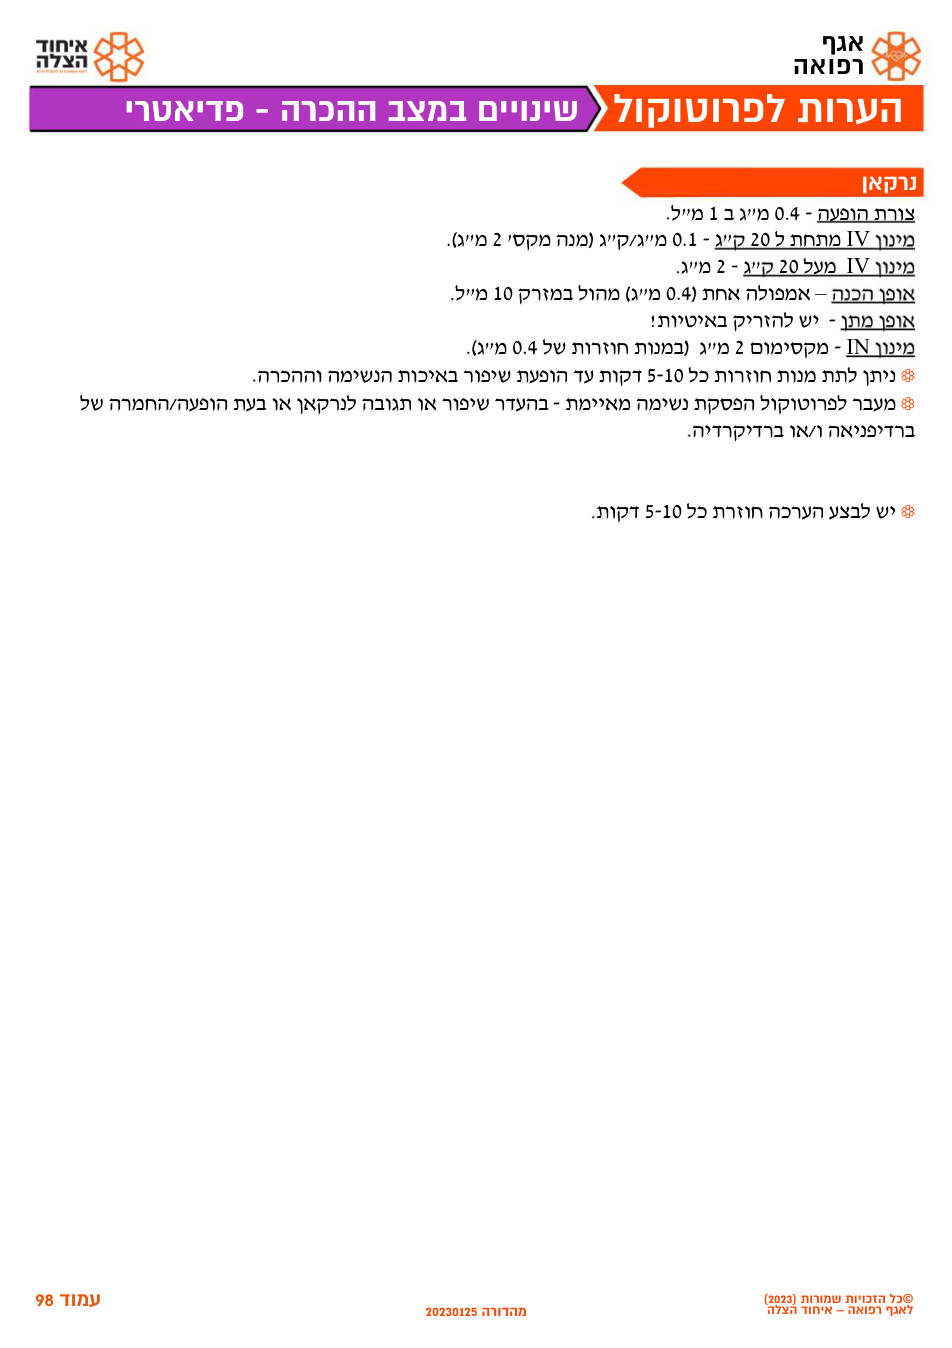 אגף
רפואה
איחוד
הצלה
הערות לפרוטוקול
שינויים במצב ההכרה - פדיאטרי
נרקאן
צורת הופעה - 0.4 מ״ג ב 1 מ״ל.
מינון IV מתחת ל 20 ק״ג - 0.1 מ״ג/ק״ג (מנה מקס׳ 2 מ״ג).
מינון IV מעל 20 ק״ג - 2 מ״ג.
אופן הכנה – אמפולה אחת (0.4 מ״ג) מהול במזרק 10 מ״ל.
אופן מתן - יש להזריק באיטיות!
מינון IN - מקסימום 2 מ״ג (במנות חוזרות של 0.4 מ״ג).
ניתן לתת מנות חוזרות כל 5-10 דקות עד הופעת שיפור באיכות הנשימה וההכרה.
מעבר לפרוטוקול הפסקת נשימה מאיימת - בהעדר שיפור או תגובה לנרקאן או בעת הופעה/החמרה של
ברדיפניאה ו/או ברדיקרדיה.
יש לבצע הערכה חוזרת כל 5-10 דקות.
©כל הזכויות שמורות (2023)
לאגף רפואה – איחוד הצלה
מהדורה 20230125
עמוד 98